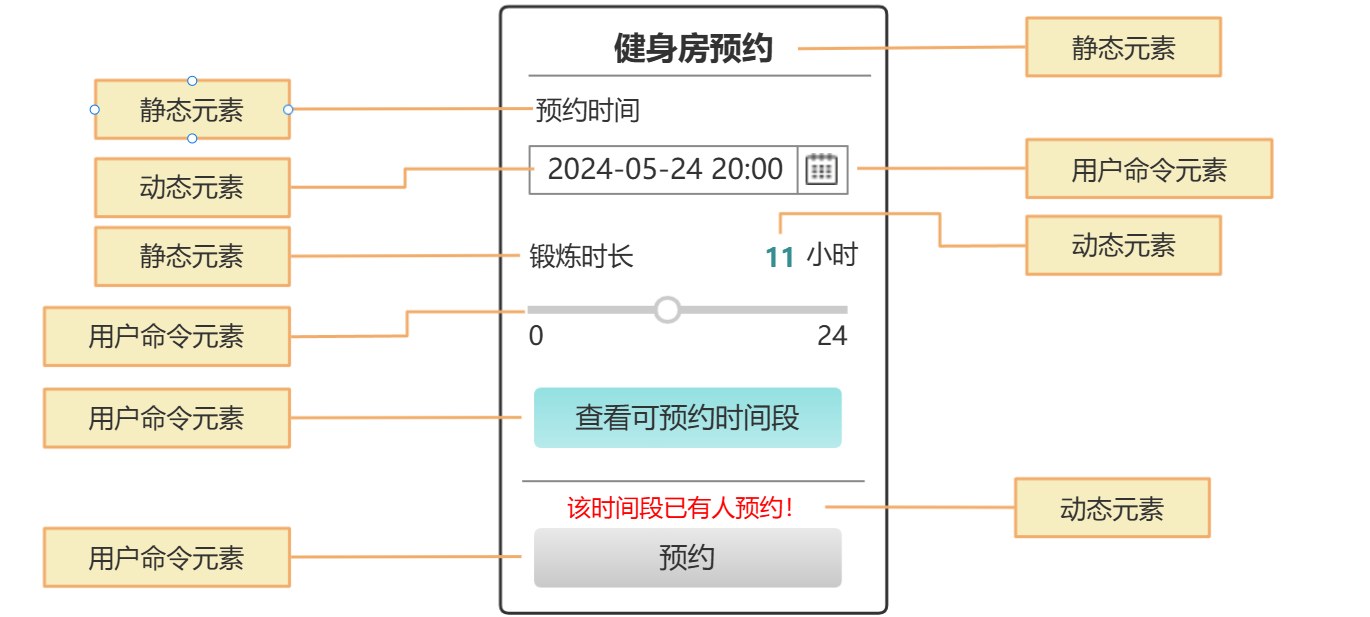 健身房预约
静态元素
静态元素
预约时间
动态元素
2024-05-24 20:00
用户命令元素
静态元素
锻炼时长
11 小时
动态元素
用户命令元素
0
24
用户命令元素
查看可预约时间段
该时间段已有人预约！
动态元素
用户命令元素
预约